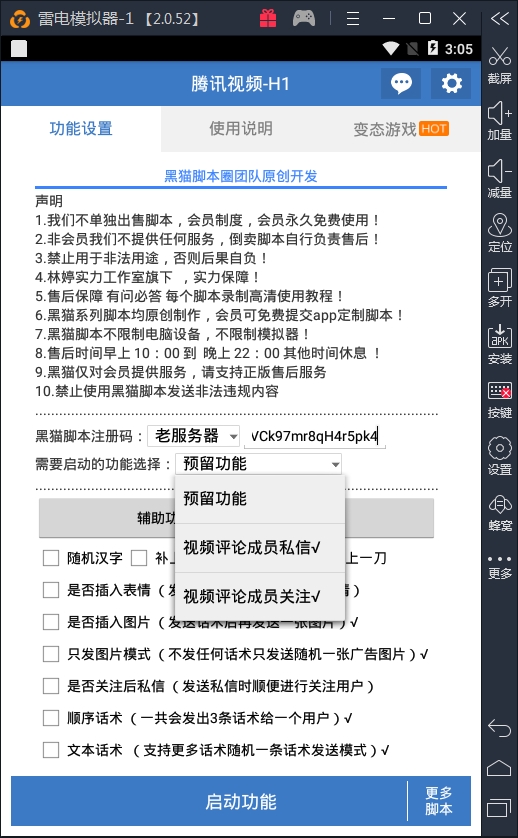 雷电模拟器-1 【2.0.52】
3:05
腾讯视频-H1
功能设置 使用说明 变态游戏 HOT
黑猫脚本圈团队原创开发
声明
1.我们不单独出售脚本，会员制度，会员永久免费使用！
2.非会员我们不提供任何服务，倒卖脚本自行负责售后！
3.禁止用于非法用途，否则后果自负！
4.林婷实力工作室旗下 ，实力保障！
5.售后保障 有问必答 每个脚本录制高清使用教程！
6.黑猫系列脚本均原创制作，会员可免费提交app定制脚本！
7.黑猫脚本不限制电脑设备，不限制模拟器！
8.售后时间早上 10：00 到 晚上 22：00 其他时间休息 ！
9.黑猫仅对会员提供服务，请支持正版售后服务
10.禁止使用黑猫脚本发送非法违规内容
黑猫脚本注册码： 老服务器 VCk97mr8qH4r5pk4
需要启动的功能选择： 预留功能
预留功能
视频评论成员私信√
视频评论成员关注√
辅助功
随机汉字 补上一刀
是否插入表情（发
是否插入图片（发送话术后再发送一张图片）√
只发图片模式（不发任何话术只发送随机一张广告图片）√
是否关注后私信（发送私信时顺便进行关注用户）
顺序话术（一共会发出3条话术给一个用户）√
文本话术 （支持更多话术随机一条话术发送模式）√
启动功能 更多脚本
截屏
加量
减量
定位
多开
APK
安装
按键
设置
蜂窝
更多